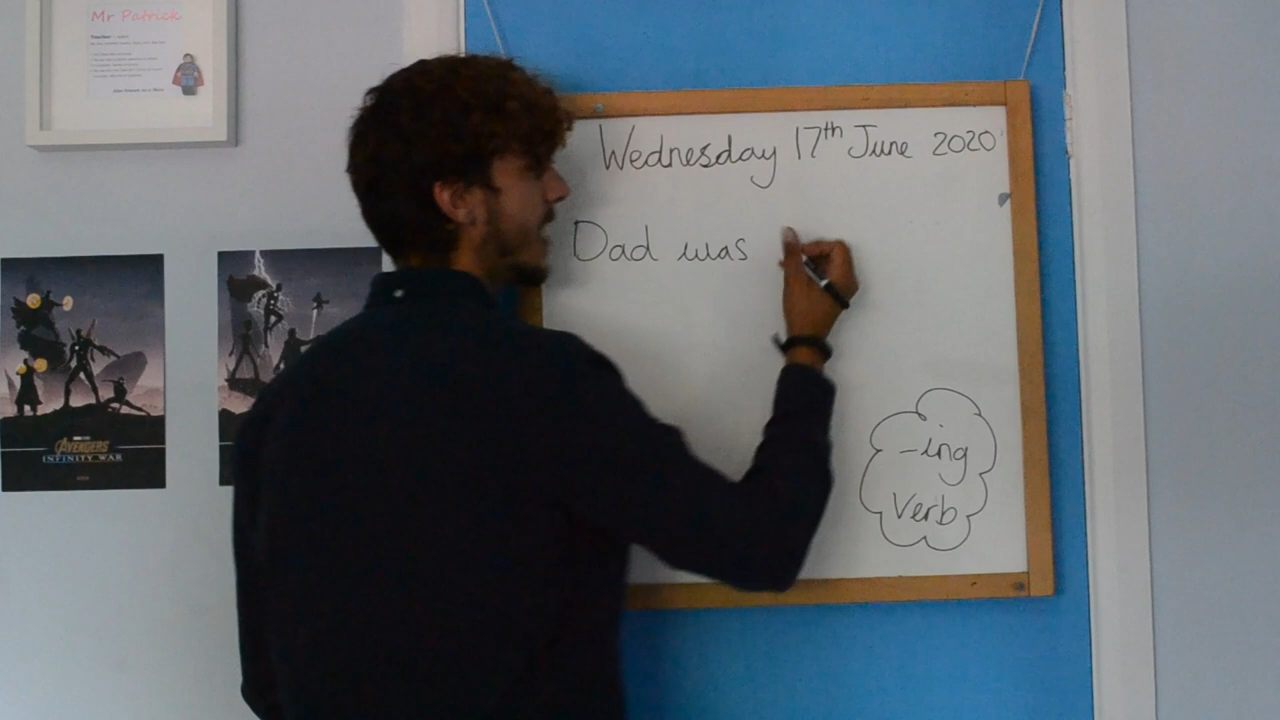 Mr Patrick
Wednesday 17th June 2020
Dad was
-ing
Verb
AVENGERS
INFINITY WAR